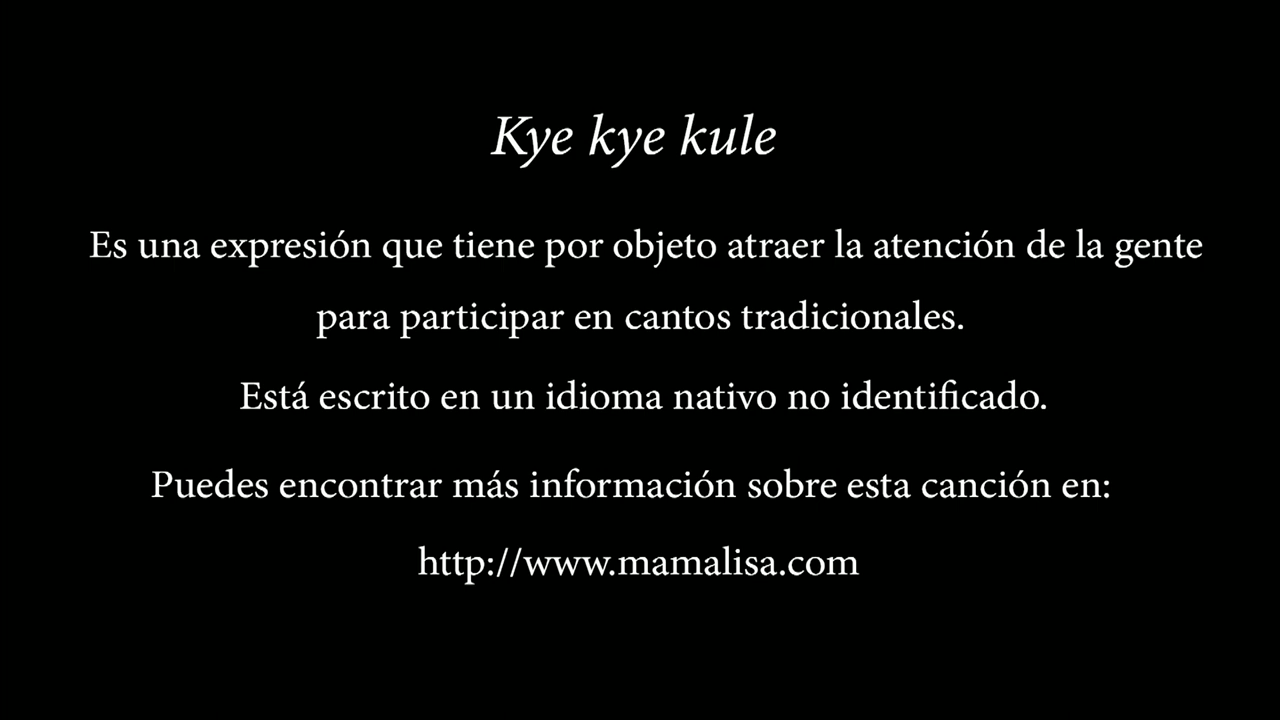 Kye kye kule
Es una expresión que tiene por objeto atraer la atención de la gente
para participar en cantos tradicionales.
Está escrito en un idioma nativo no identificado.
Puedes encontrar más información sobre esta canción en:
http://www.mamalisa.com